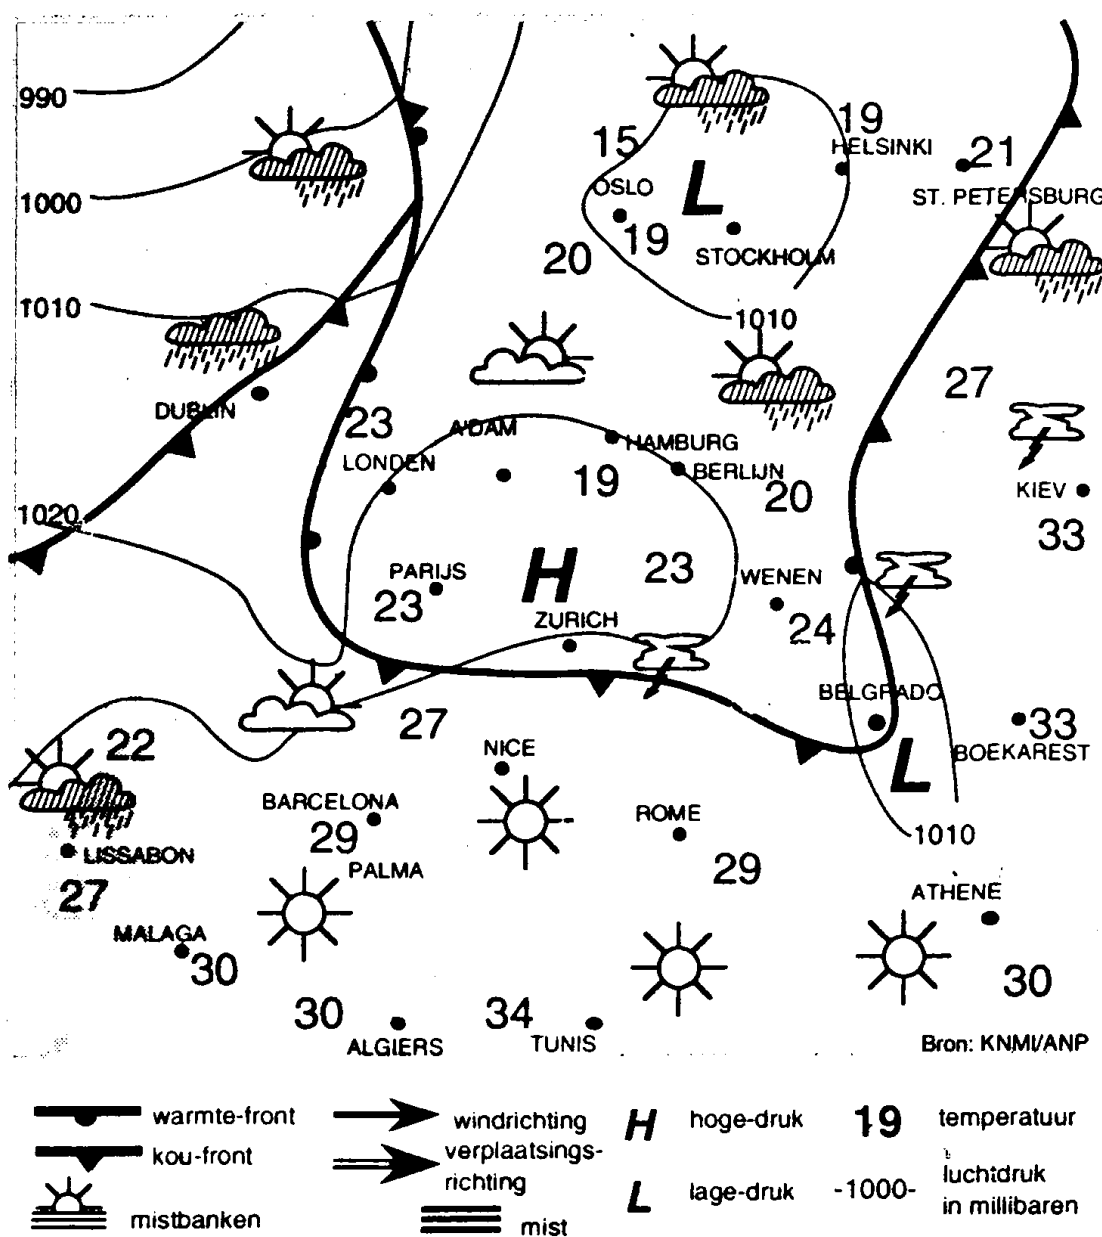 990
1000
1010
1020
15
19
HELSINKI
21
OSLO
ST. PETERSBURG
L
19
20
STOCKHOLM
1010
27
DUBLIN
23
A'DAM
HAMBURG
LONDEN
BERLIJN
19
20
KIEV
33
PARIJS
23
H
23
WENEN
ZURICH
24
BELGRADO
22
27
NICE
33
BOEKAREST
L
BARCELONA
29
ROME
1010
LISSABON
PALMA
29
27
ATHENE
MALAGA
30
30
30
34
ALGIERS
TUNIS
Bron: KNMI/ANP
warmte-front
windrichting
H hoge-druk
19 temperatuur
kou-front
verplaatsings-
richting
L lage-druk
-1000- luchtdruk
in millibaren
mistbanken
mist